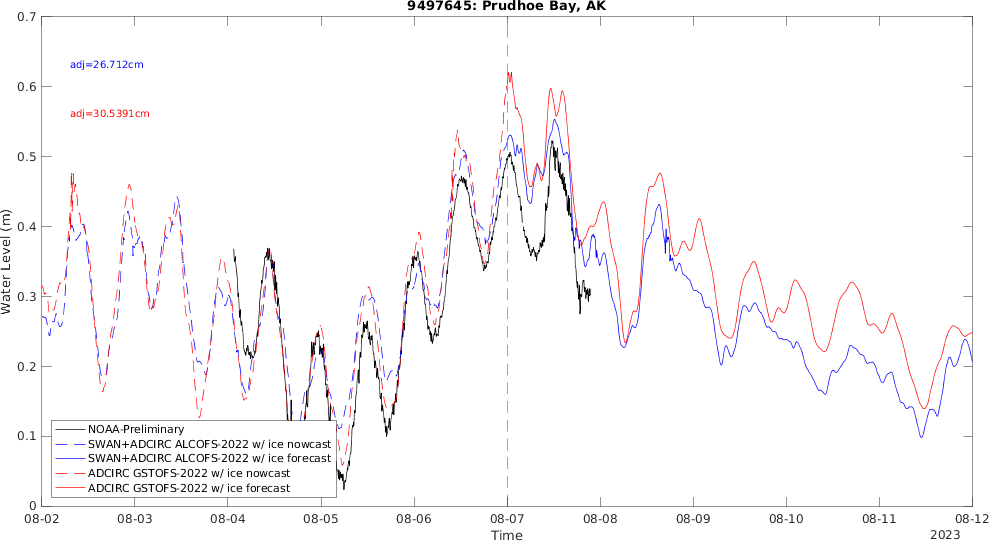 9497645: Prudhoe Bay, AK
0.7
0.6
0.5
0.4
0.3
0.2
0.1
0
Water Level (m)
adj=26.712cm
adj=30.5391cm
NOAA-Preliminary
SWAN+ADCIRC ALCOFS-2022 w/ ice nowcast
SWAN+ADCIRC ALCOFS-2022 w/ ice forecast
ADCIRC GSTOFS-2022 w/ ice nowcast
ADCIRC GSTOFS-2022 w/ ice forecast
08-02 08-03 08-04 08-05 08-06 08-07 08-08 08-09 08-10 08-11 08-12
Time
2023